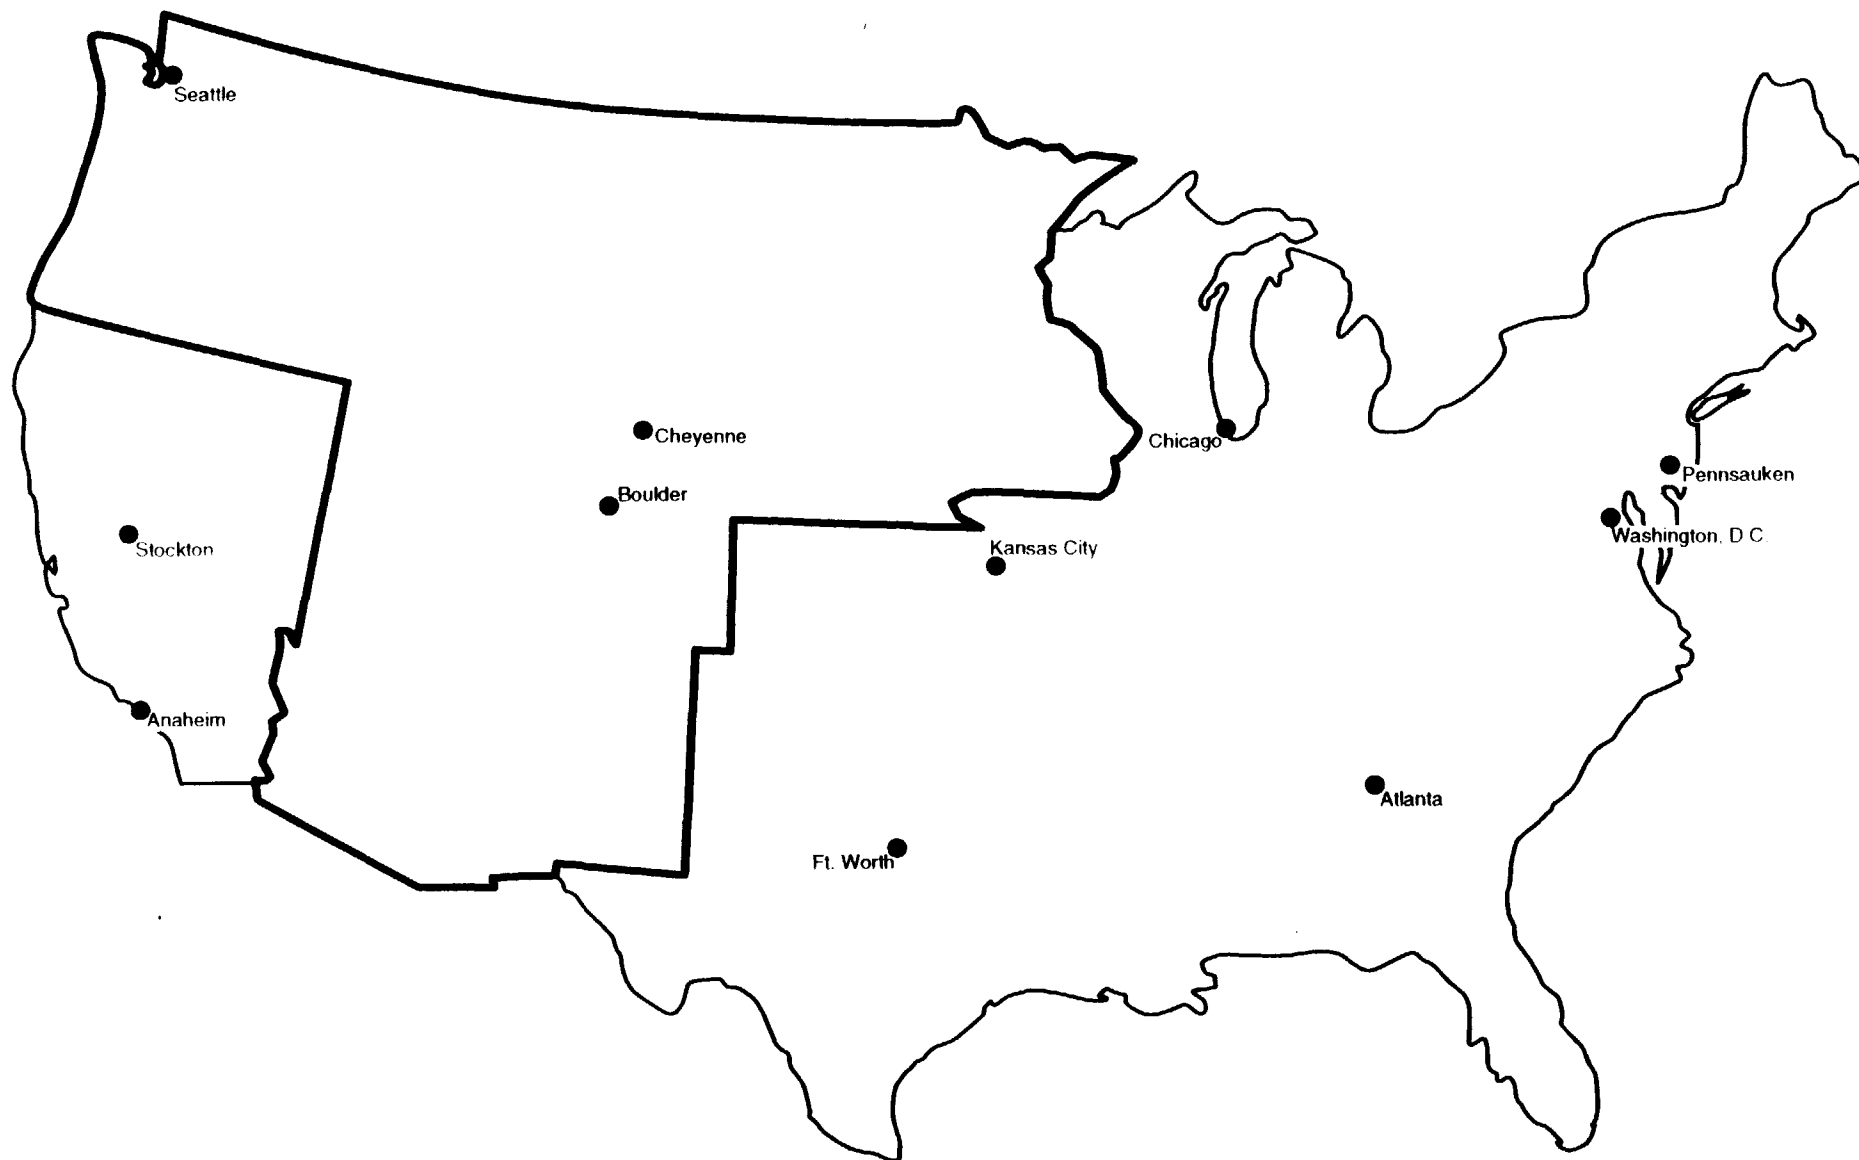 Seattle
Cheyenne
Chicago
Boulder
Pennsauken
Stockton
Kansas City
Washington, D.C.
Anaheim
Atlanta
Ft. Worth